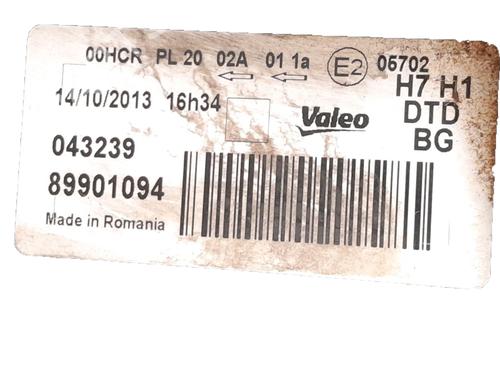 00HCR PL 20 02A 01 1a E2 05702
H7 H1
14/10/2013 16h34 Valeo DTD
BG
043239
89901094
Made in Romania